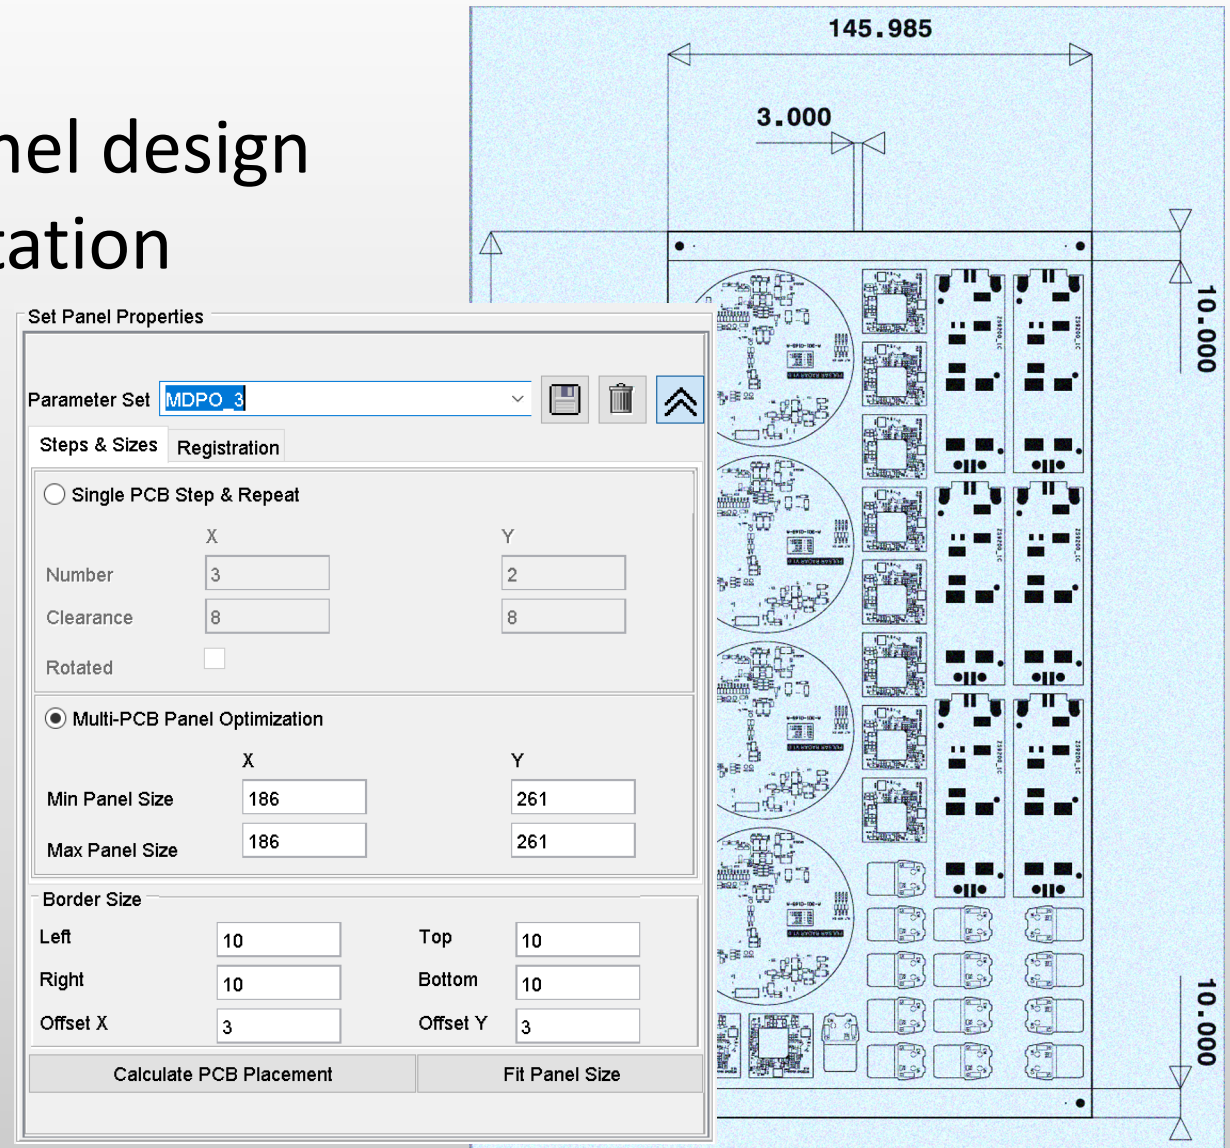 nel design
tation
145.985
3.000
10.000
10.000
Set Panel Properties
Parameter Set MDPO_3
Steps & Sizes Registration
Single PCB Step & Repeat
X Y
Number 3 2
Clearance 8 8
Rotated
Multi-PCB Panel Optimization
X Y
Min Panel Size 186 261
Max Panel Size 186 261
Border Size
Left 10 Top 10
Right 10 Bottom 10
Offset X 3 Offset Y 3
Calculate PCB Placement Fit Panel Size